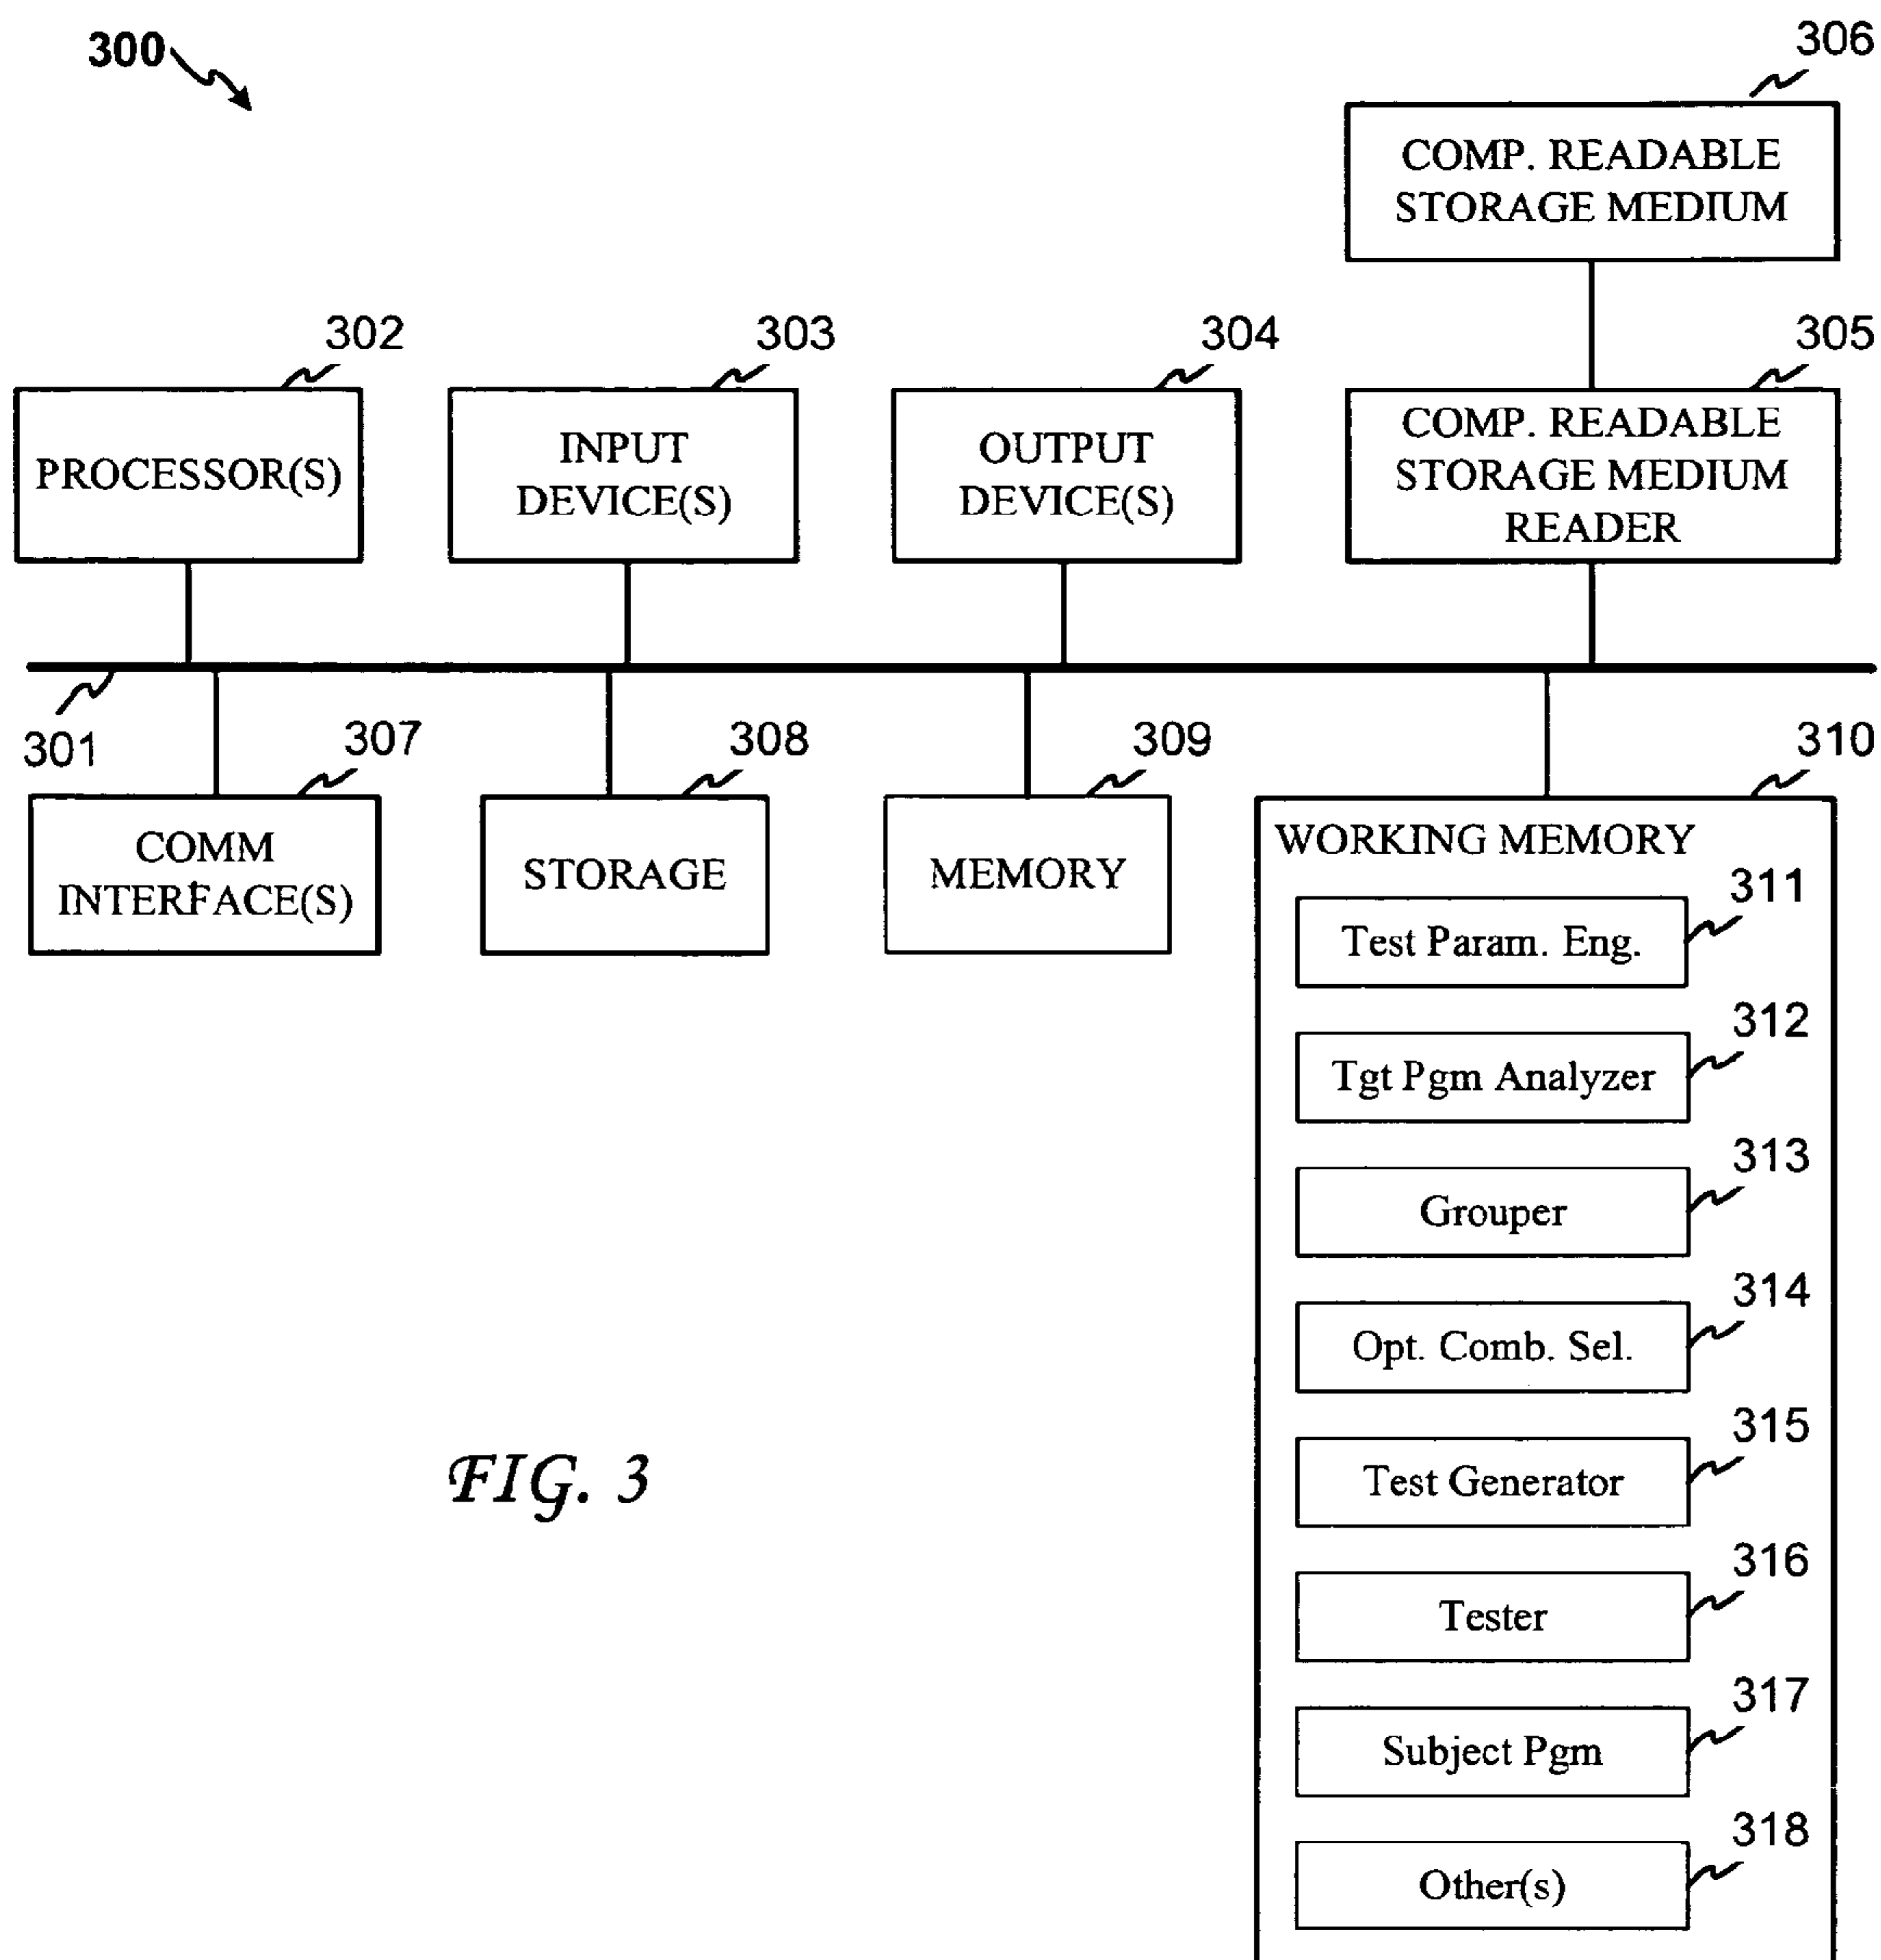 300
306
COMP. READABLE
STORAGE MEDIUM
302
303
304
305
PROCESSOR(S)
INPUT
DEVICE(S)
OUTPUT
DEVICE(S)
COMP. READABLE
STORAGE MEDIUM
READER
301
307
308
309
310
COMM
INTERFACE(S)
STORAGE
MEMORY
WORKING MEMORY
311
Test Param. Eng.
312
Tgt Pgm Analyzer
313
Grouper
314
Opt. Comb. Sel.
315
Test Generator
316
Tester
317
Subject Pgm
318
Other(s)
FIG. 3